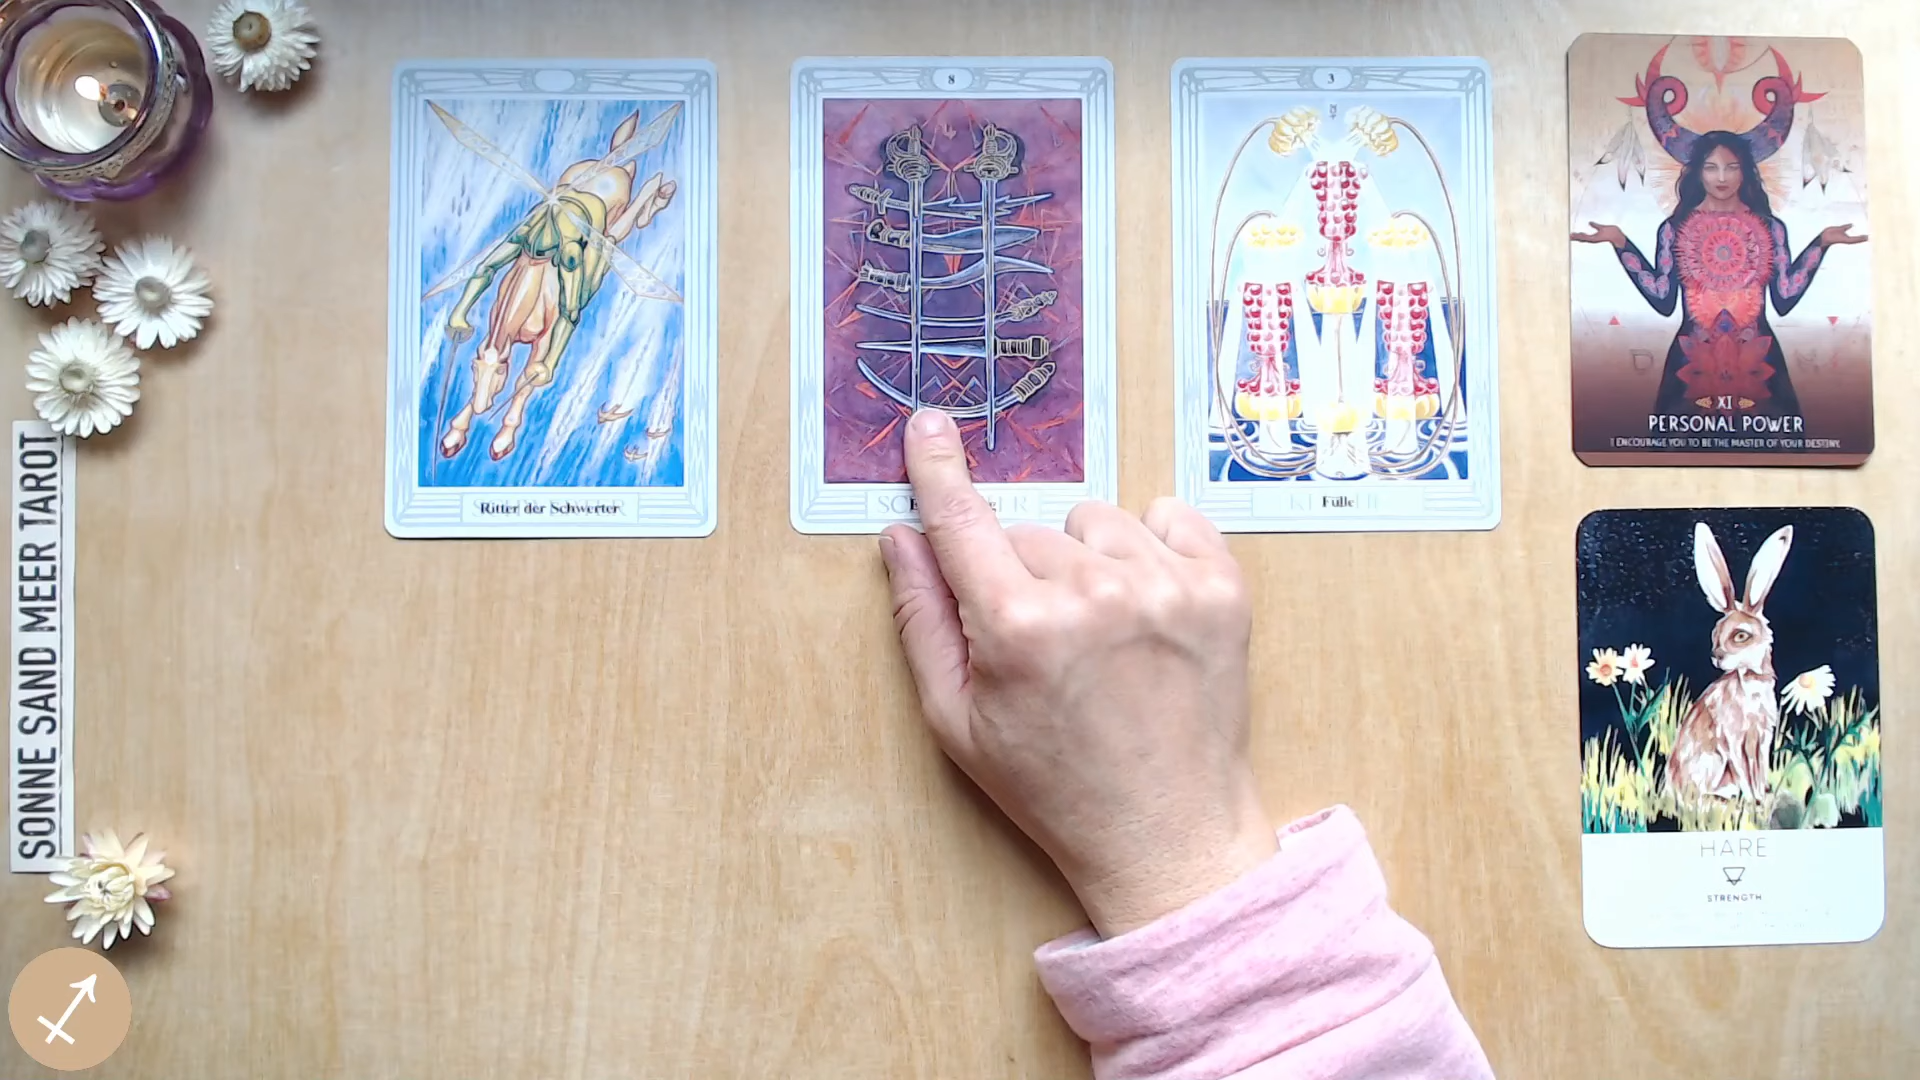 SONNE SAND MEER TAROT
Ritter der Schwerter
8
3
Fülle
XI
PERSONAL POWER
I ENCOURAGE YOU TO BE THE MASTER OF YOUR DESTINY.
HARE
STRENGTH